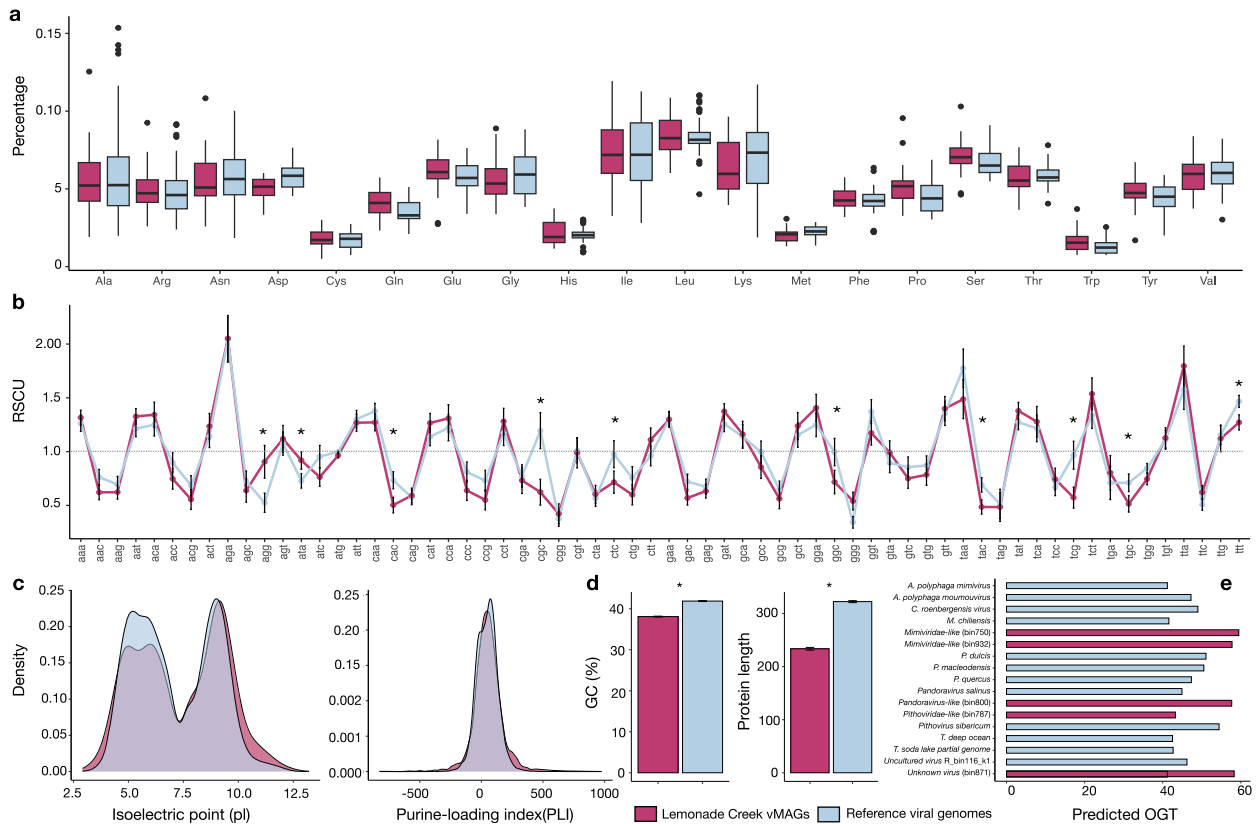 a
Percentage
0.15
0.10
5
0
Ala Arg Asn Asp Cys Gln Glu Gly His Ile Leu Lys Met Phe Pro Ser Thr Trp Tyr Val
b
RSCU
2.00
1.5
1.0
0.5
* * * * * * * * * *
aaa aac aag aat aca acc acg act aga agc agg agt ata atc atg att caa cac cag cat cca ccc ccg cct cga cgc cgg cgt cta ctc ctg ctt gaa gac gag gat gca gcc gcg gct gga ggc ggg ggt gta gtc gtg gtt taa tac tag tat tca tcc tcg tct tga tgc tgg tgt tta ttc ttg ttt
c
Density
0.25
0.20
0.15
0.10
0.05
0.00
2.5 5.0 7.5 10.0 12.5
Isoelectric point (pI)
0.25
0.20
0.15
0.002
0.001
0.000
-500 0 500 1000
Purine-loading index(PLI)
d
*
GC (%)
40
30
20
10
0
*
Protein length
300
200
100
0
Lemonade Creek vMAGs
Reference viral genomes
e
A. polyphaga mimivirus
A. polyphaga moumouvirus
C. roenbergensis virus
M. chiliensis
Mimiviridae-like (bin750)
Mimiviridae-like (bin932)
P. dulcis
P. macleodensis
P. quercus
Pandoravirus salinus
Pandoravirus-like (bin800)
Pithoviridae-like (bin787)
Pithovirus sibericum
T. deep ocean
T. soda lake partial genome
Uncultured virus R_bin116_k1
Unknown virus (bin871)
0 20 40 60
Predicted OGT